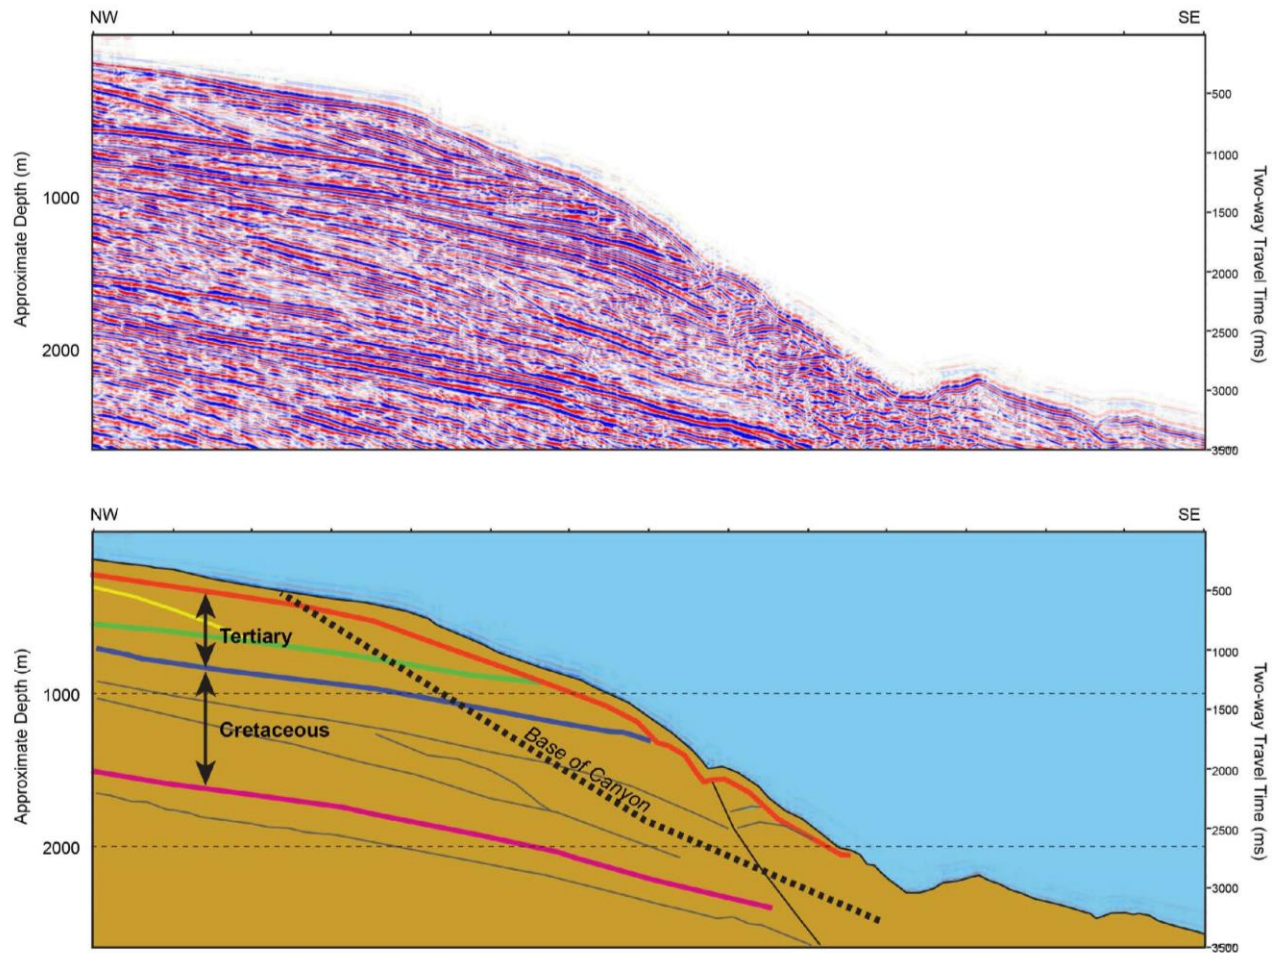 NW
SE
500
1000
1500
2000
2500
3000
3500
1000
2000
Approximate Depth (m)
Two-way Travel Time (ms)
NW
SE
500
1000
1500
2000
2500
3000
3500
1000
2000
Approximate Depth (m)
Two-way Travel Time (ms)
Tertiary
Cretaceous
Base of Canyon